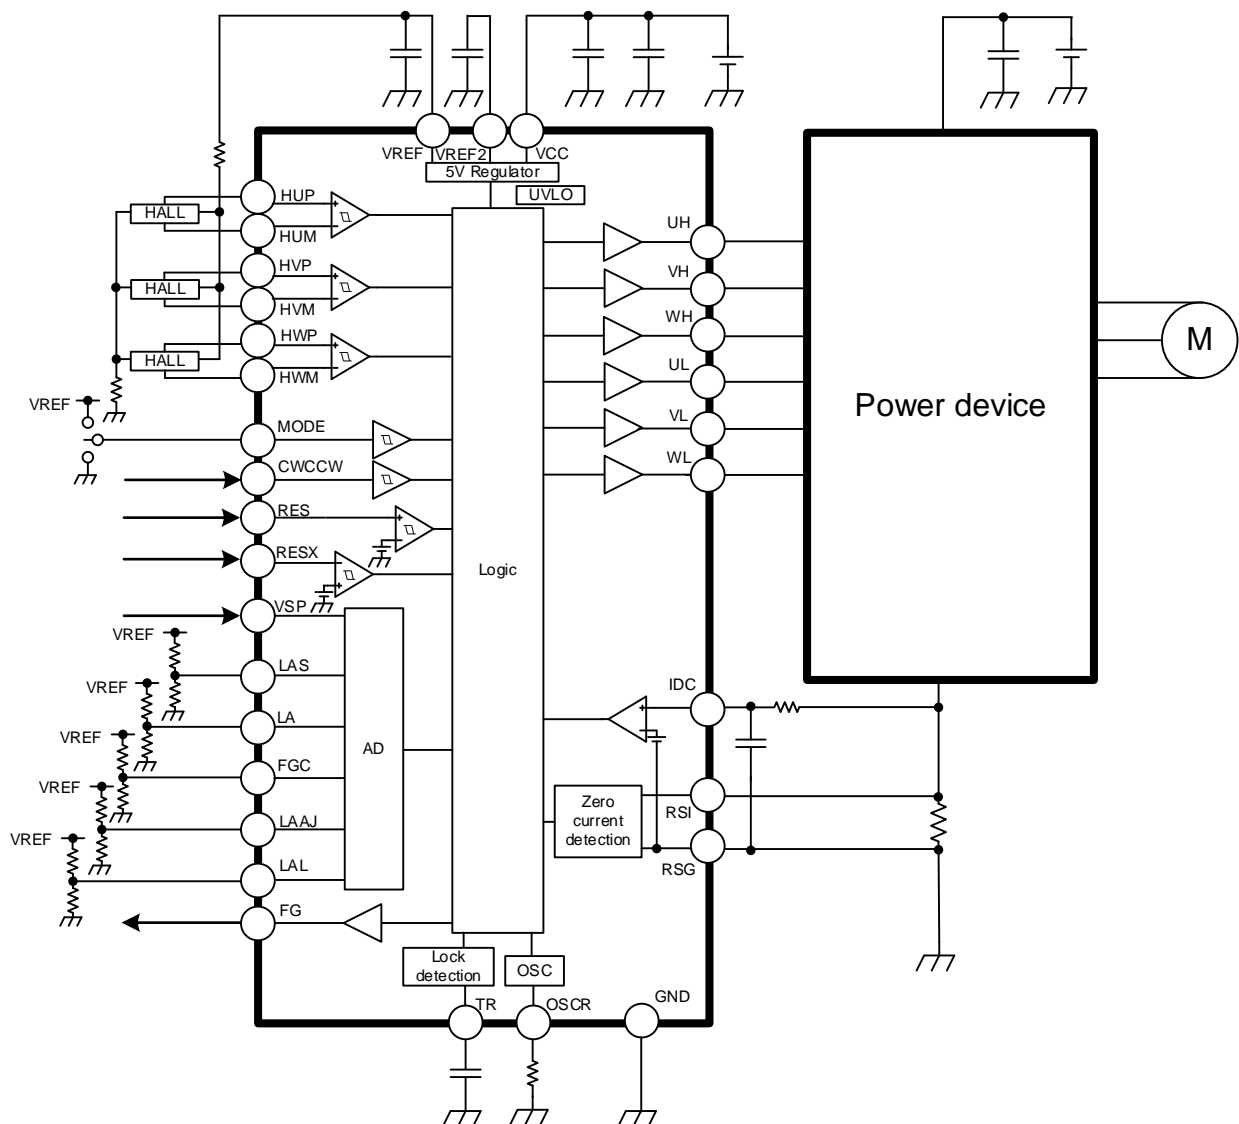 VREF
VREF2
VCC
5V Regulator
UVLO
HUP
HALL
HUM
HVP
HALL
HVM
HWP
HALL
HWM
VREF
MODE
CWCCW
RES
RESX
VSP
VREF
LAS
VREF
LA
VREF
FGC
VREF
LAAJ
VREF
LAL
FG
AD
Logic
UH
VH
WH
UL
VL
WL
Power device
M
IDC
Zero
current
detection
RSI
RSG
Lock
detection
OSC
TR
OSCR
GND